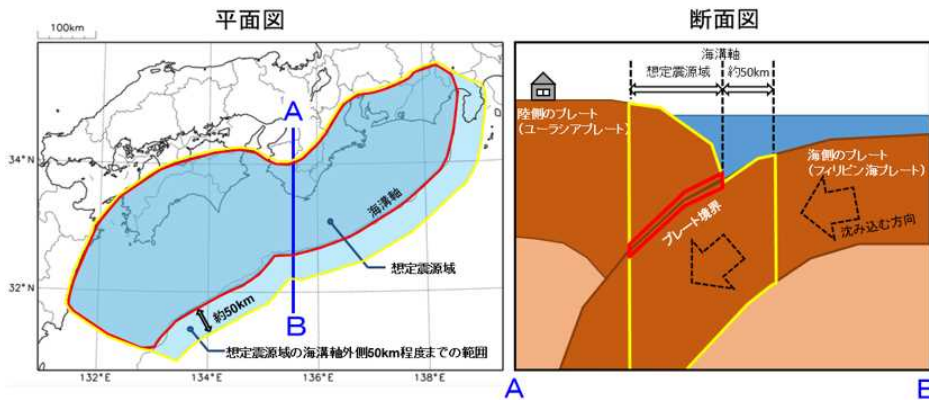 平面図
100km
A
海溝軸
34°N
32°N
想定震源域
約50km
B
想定震源域の海溝軸外側50km程度までの範囲
132°E
134°E
136°E
138°E
断面図
海溝軸
想定震源域
約50km
陸側のプレート
(ユーラシアプレート)
海側のプレート
(フィリピン海プレート)
プレート境界
沈み込む方向
A
B